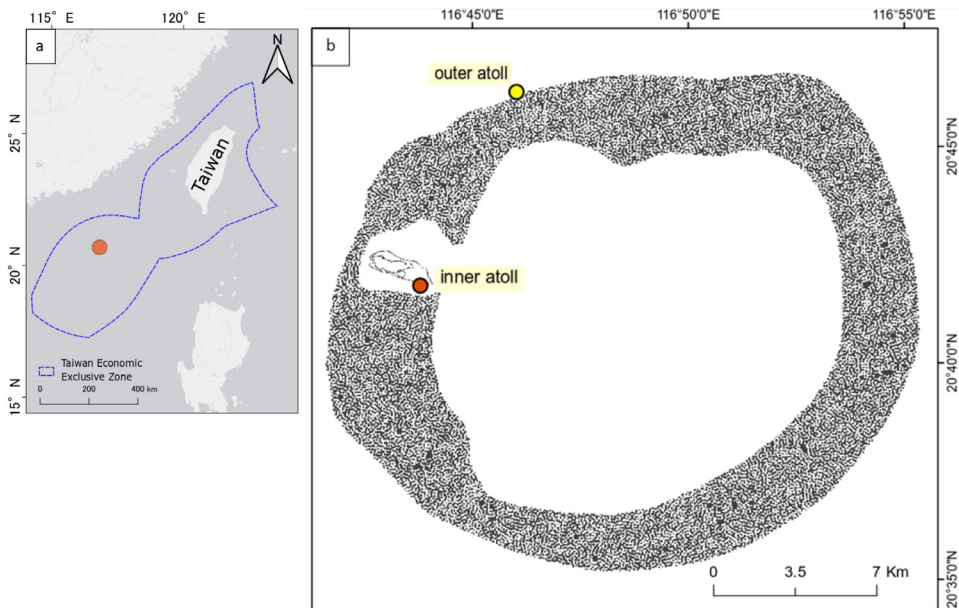 115° E
120° E
a
N
25° N
20° N
15° N
Taiwan
Taiwan Economic
Exclusive Zone
0 200 400 km
116°45'0"E
116°50'0"E
116°55'0"E
b
outer atoll
inner atoll
20°45'0"N
20°40'0"N
20°35'0"N
0 3.5 7 Km